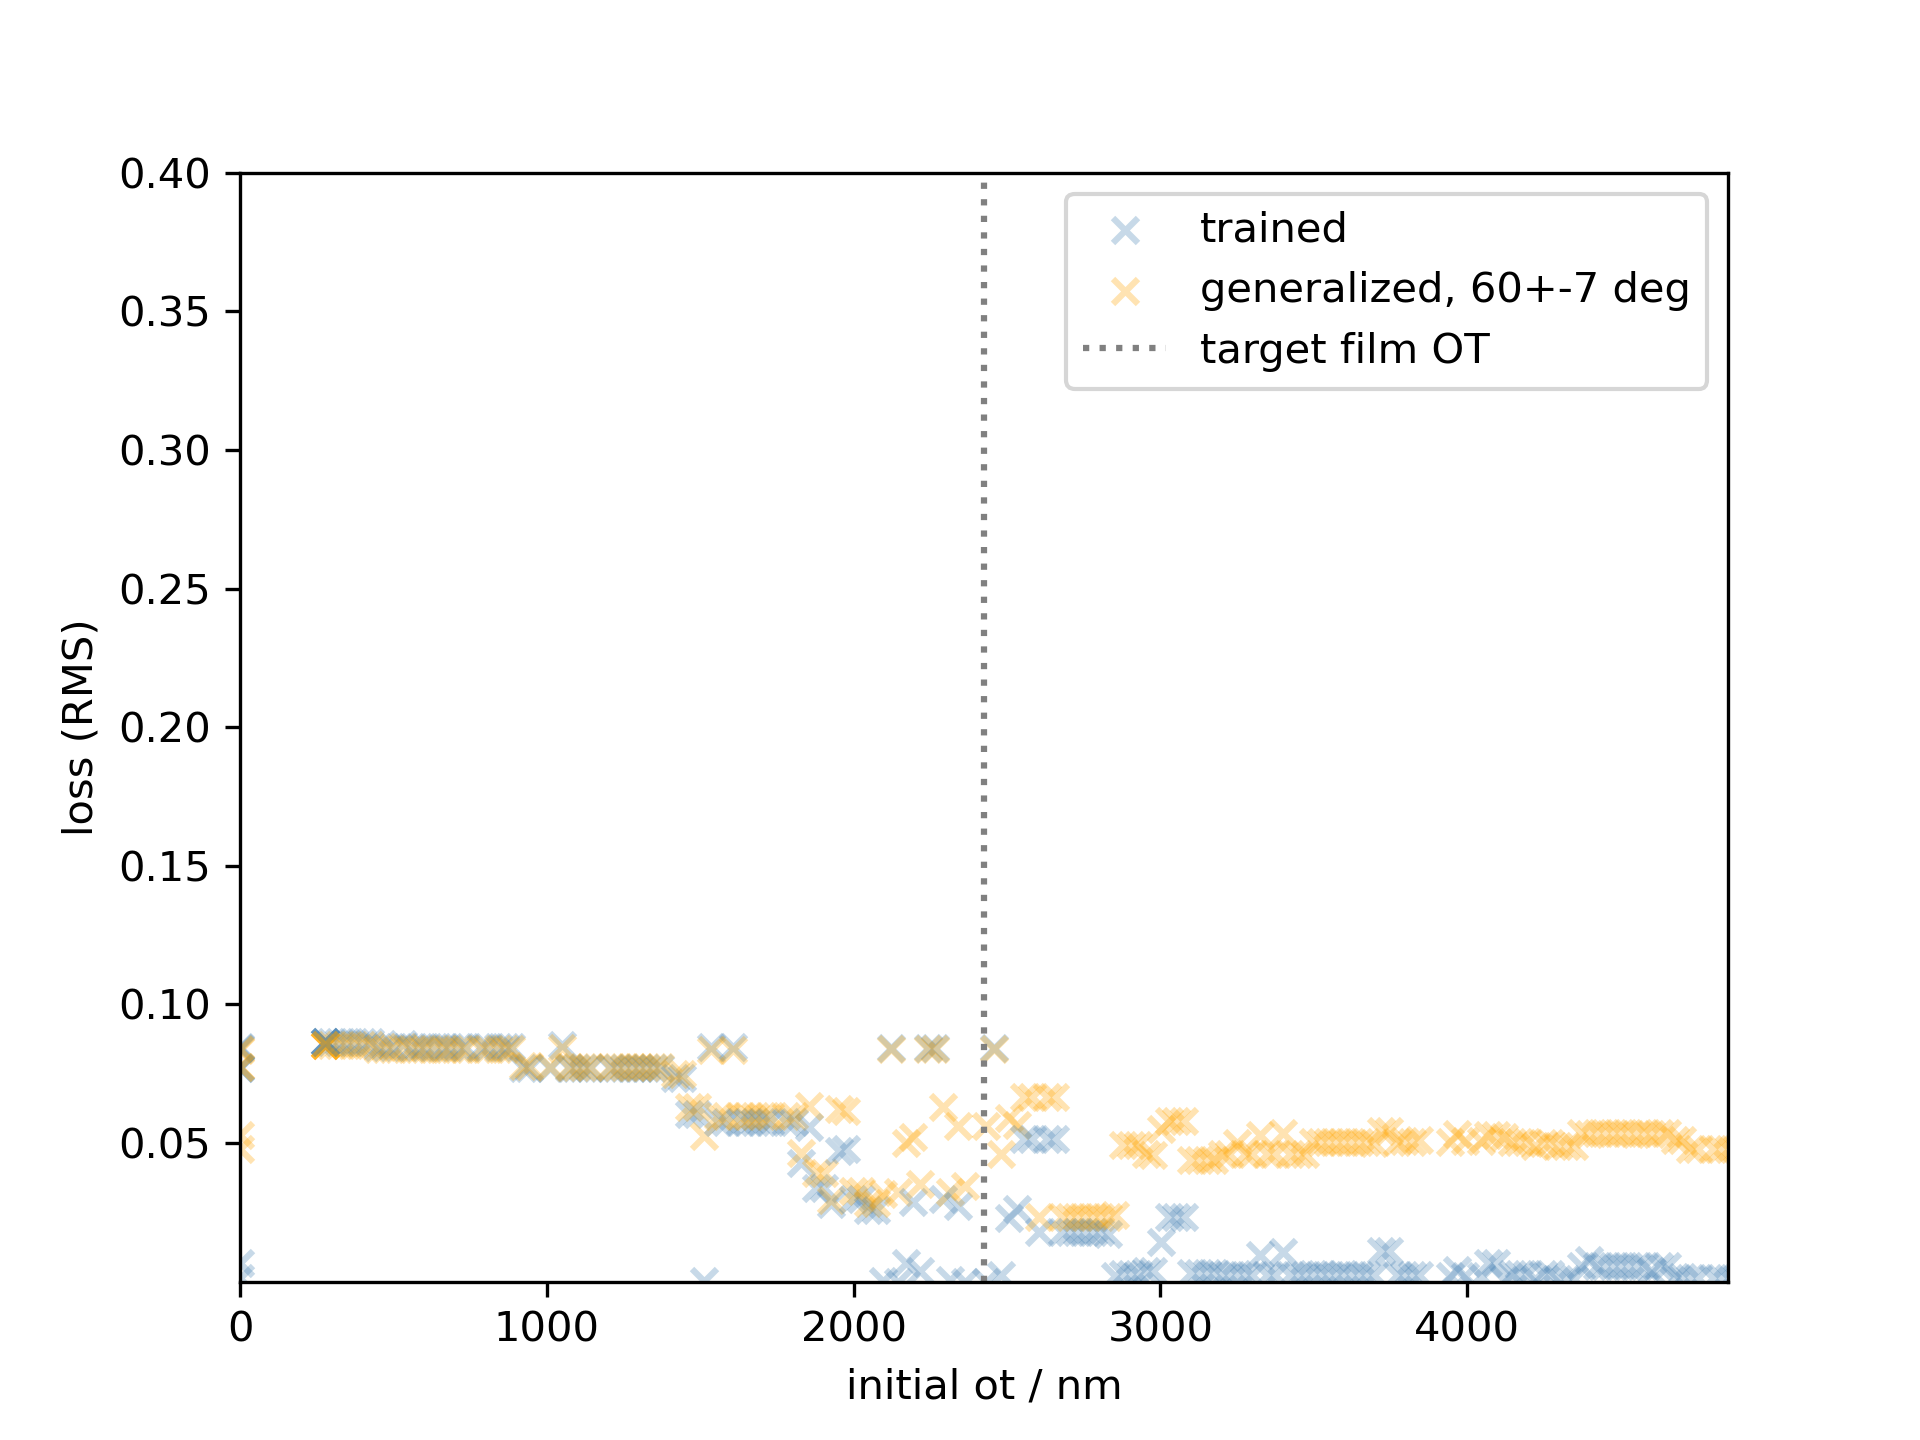 0.40
0.35
0.30
0.25
0.20
0.15
0.10
0.05
loss (RMS)
trained
generalized, 60+-7 deg
target film OT
0
1000
2000
3000
4000
initial ot / nm